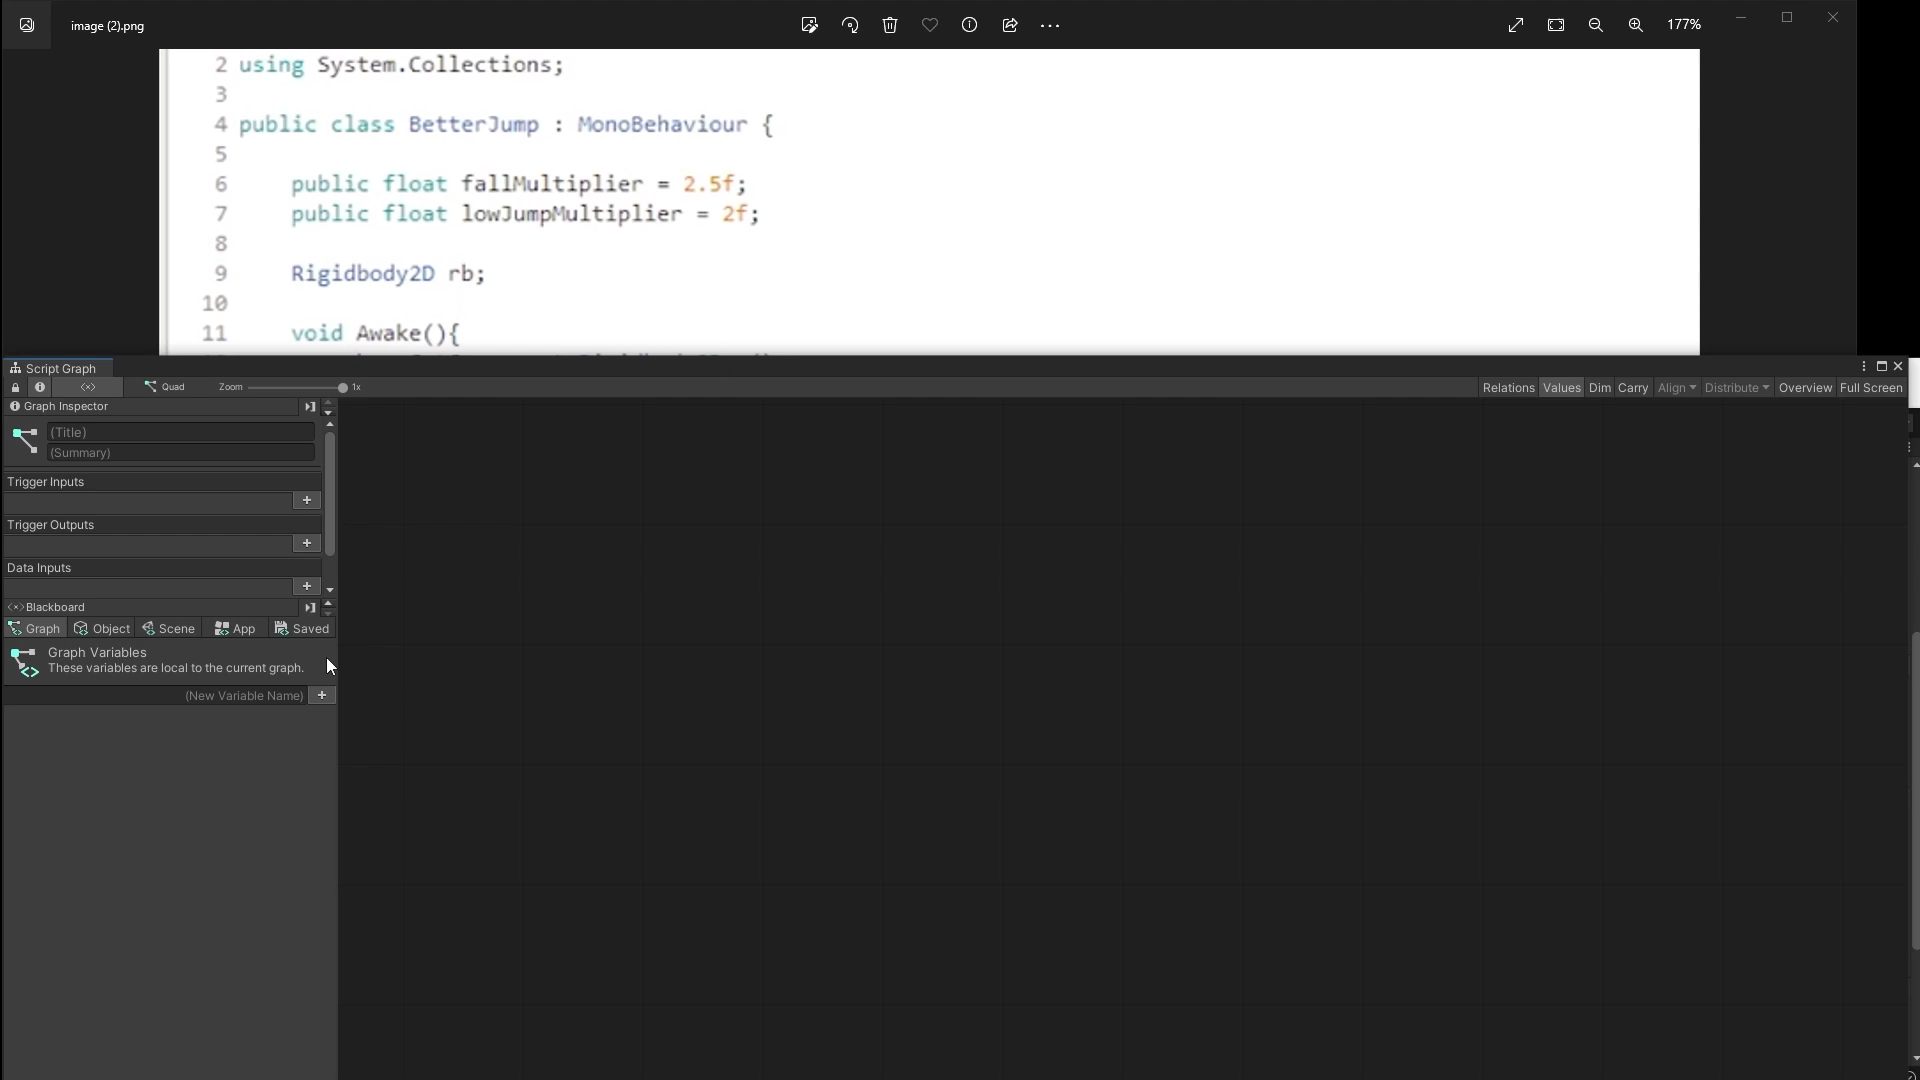 image (2).png
177%
2 using System.Collections;
3
4 public class BetterJump : MonoBehaviour {
5
6 public float fallMultiplier = 2.5f;
7 public float lowJumpMultiplier = 2f;
8
9 Rigidbody2D rb;
10
11 void Awake(){
Script Graph
Quad Zoom 1x Relations Values Dim Carry Align Distribute Overview Full Screen
Graph Inspector
(Title)
(Summary)
Trigger Inputs
+
Trigger Outputs
+
Data Inputs
+
Blackboard
Graph Object Scene App Saved
Graph Variables
These variables are local to the current graph.
(New Variable Name) +